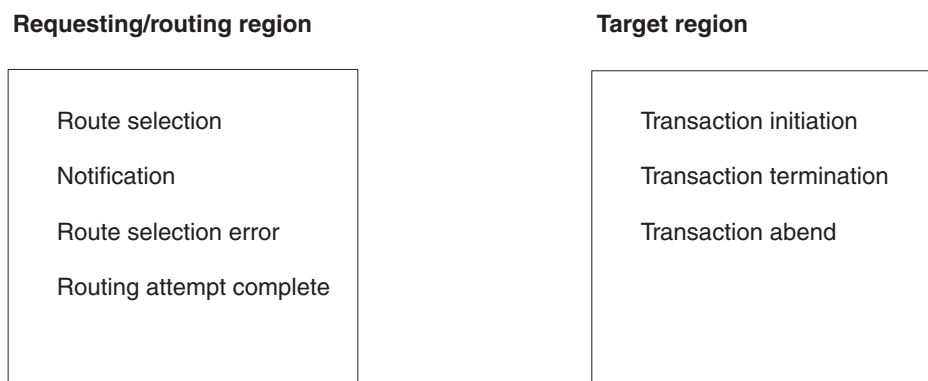 Requesting/routing region
Route selection
Notification
Route selection error
Routing attempt complete
Target region
Transaction initiation
Transaction termination
Transaction abend